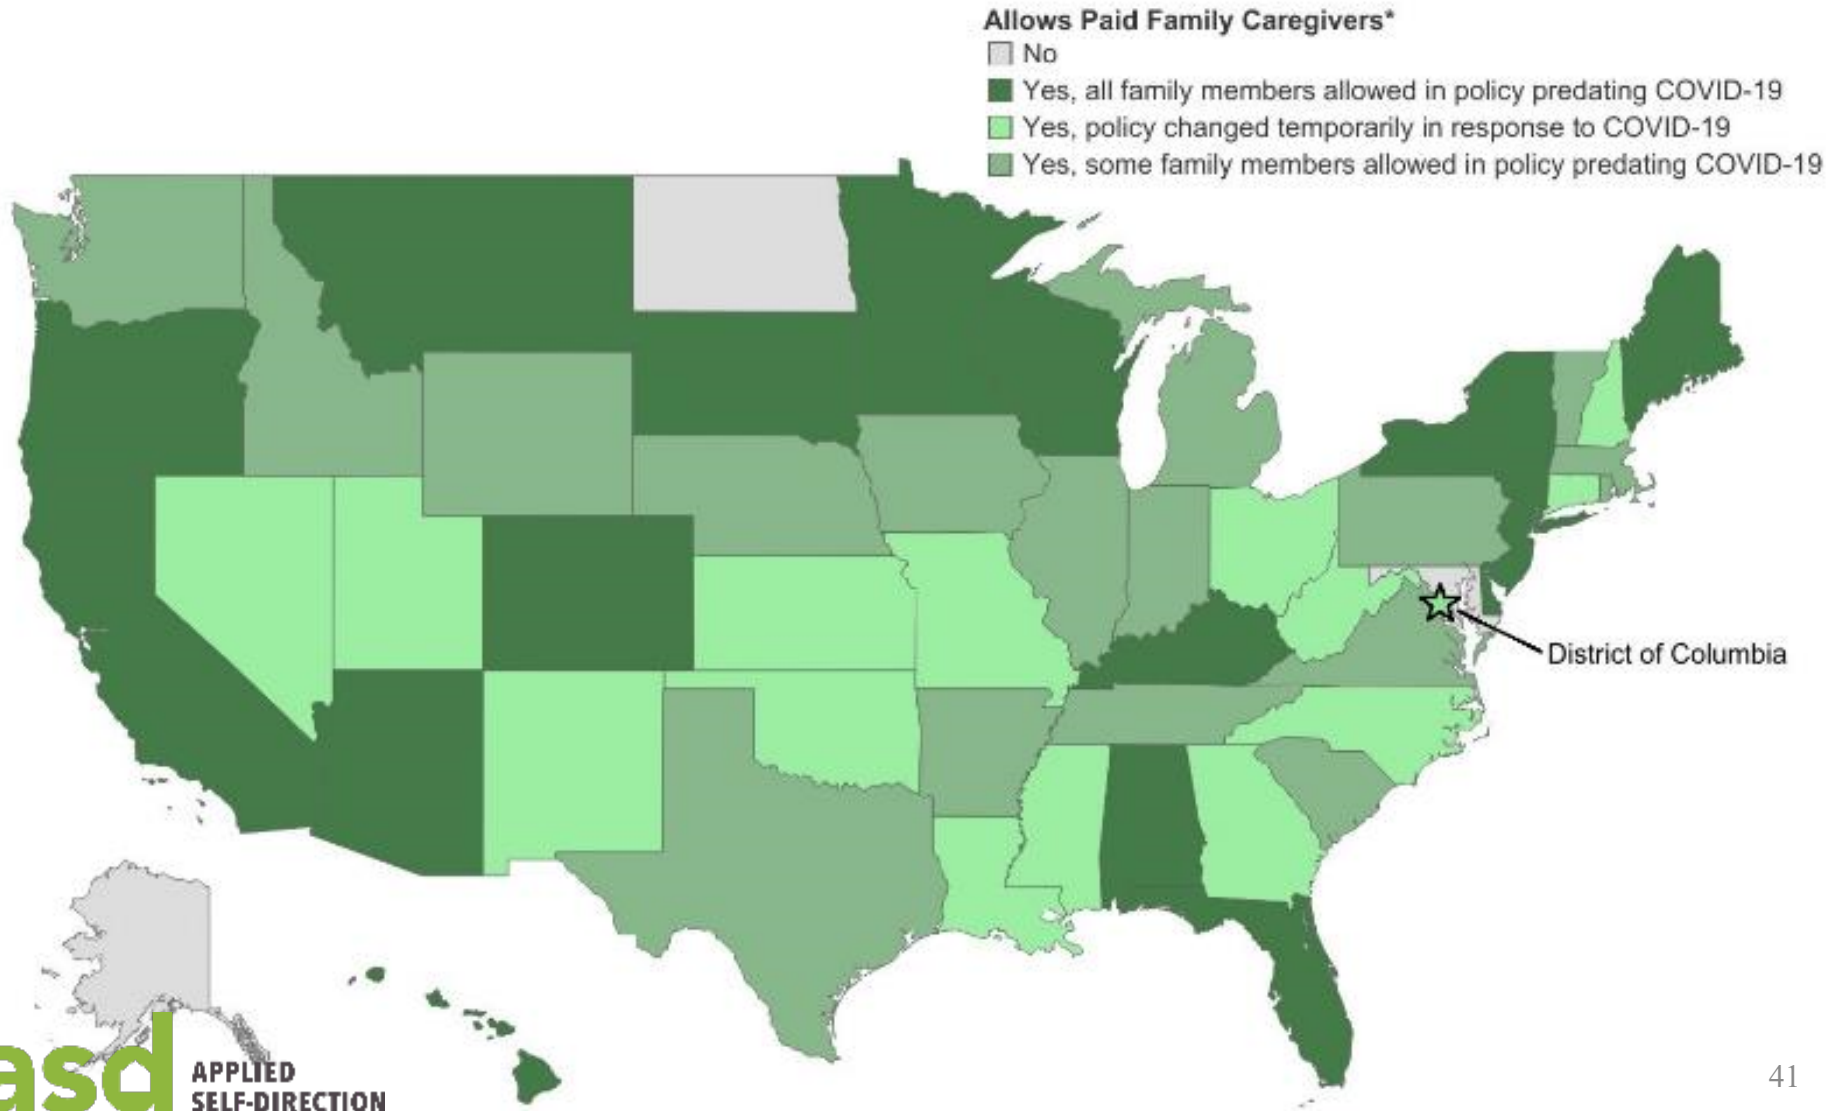 Allows Paid Family Caregivers*
No
Yes, all family members allowed in policy predating COVID-19
Yes, policy changed temporarily in response to COVID-19
Yes, some family members allowed in policy predating COVID-19
District of Columbia
asd
APPLIED
SELF-DIRECTION
41